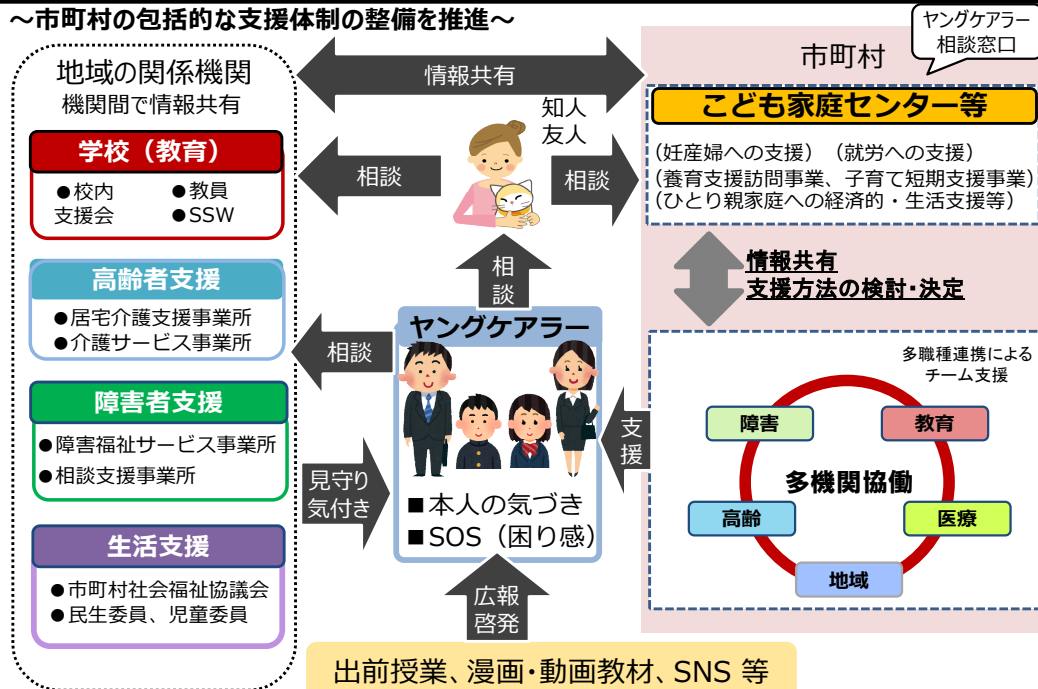 ～市町村の包括的な支援体制の整備を推進～
地域の関係機関
機関間で情報共有
学校（教育）
●校内　●教員
支援会　●SSW
高齢者支援
●居宅介護支援事業所
●介護サービス事業所
障害者支援
●障害福祉サービス事業所
●相談支援事業所
生活支援
●市町村社会福祉協議会
●民生委員、児童委員
情報共有
知人
友人
相談
相談
相
談
相談
ヤングケアラー
■本人の気づき
■SOS（困り感）
見守り
気付き
支
援
広報
啓発
出前授業、漫画・動画教材、SNS 等
ヤングケアラー
相談窓口
市町村
こども家庭センター等
（妊産婦への支援）（就労への支援）
（養育支援訪問事業、子育て短期支援事業）
（ひとり親家庭への経済的・生活支援等）
情報共有
支援方法の検討・決定
多職種連携による
チーム支援
障害
教育
多機関協働
高齢
医療
地域